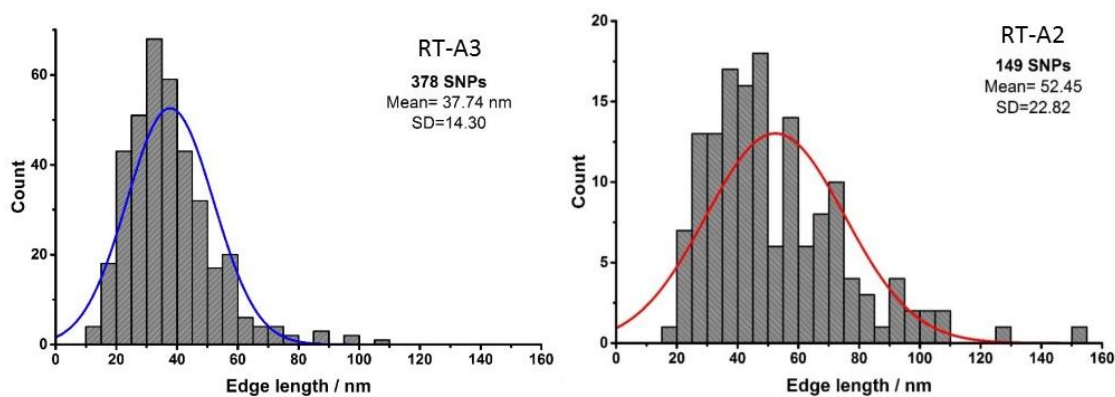 RT-A3
378 SNPs
Mean= 37.74 nm
SD=14.30
Count
60
40
20
0
0 20 40 60 80 100 120 140 160
Edge length / nm
RT-A2
149 SNPs
Mean= 52.45
SD=22.82
Count
20
15
10
5
0
0 20 40 60 80 100 120 140 160
Edge length / nm